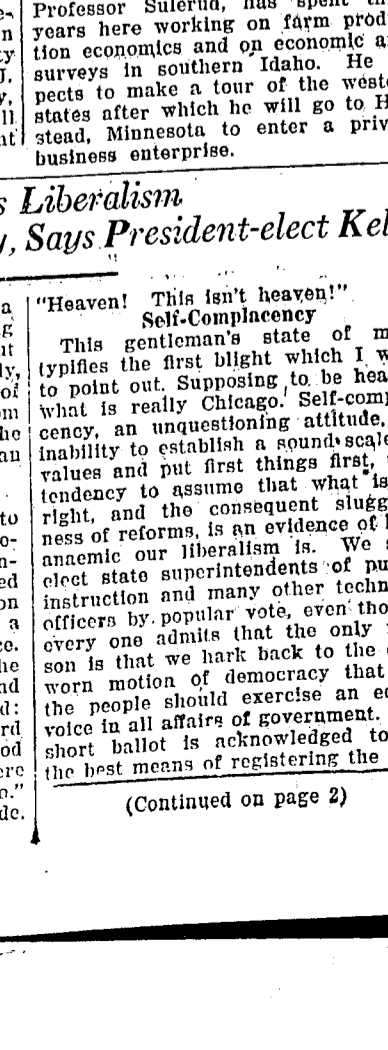 Professor Sulerud, has spent
years here working on farm prod
tion economics and on economic a
surveys in southern Idaho. He
pects to make a tour of the weste
states after which he will go to H
stead, Minnesota to enter a priv
business enterprise.
s Liberalism
y, Says President-elect Kel
"Heaven! This isn't heaven!"
Self-Complacency
This gentleman's state of m
typifies the first blight which I w
to point out. Supposing to be hea
what is really Chicago. Self-com
cency, an unquestioning attitude,
inability to establish a sound scale
values and put first things first,
tendency to assume that what is
right, and the consequent slugg
ness of reforms, is an evidence of
anaemic our liberalism is. We
elect state superintendents of pu
instruction and many other techn
officers by popular vote, even tho
every one admits that the only
son is that we hark back to the
worn motion of democracy that
the people should exercise an eq
voice in all affairs of government.
short ballot is acknowledged to
the best means of registering the
(Continued on page 2)